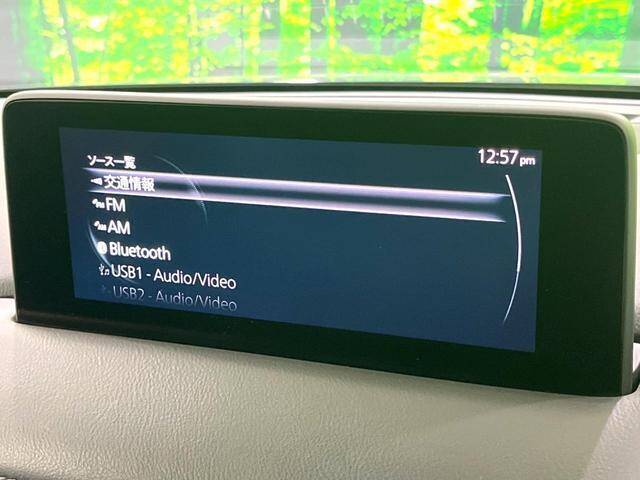 12:57 pm
ソース一覧
交通情報
FM
AM
Bluetooth
USB1 - Audio/Video
USB2 - Audio/Video